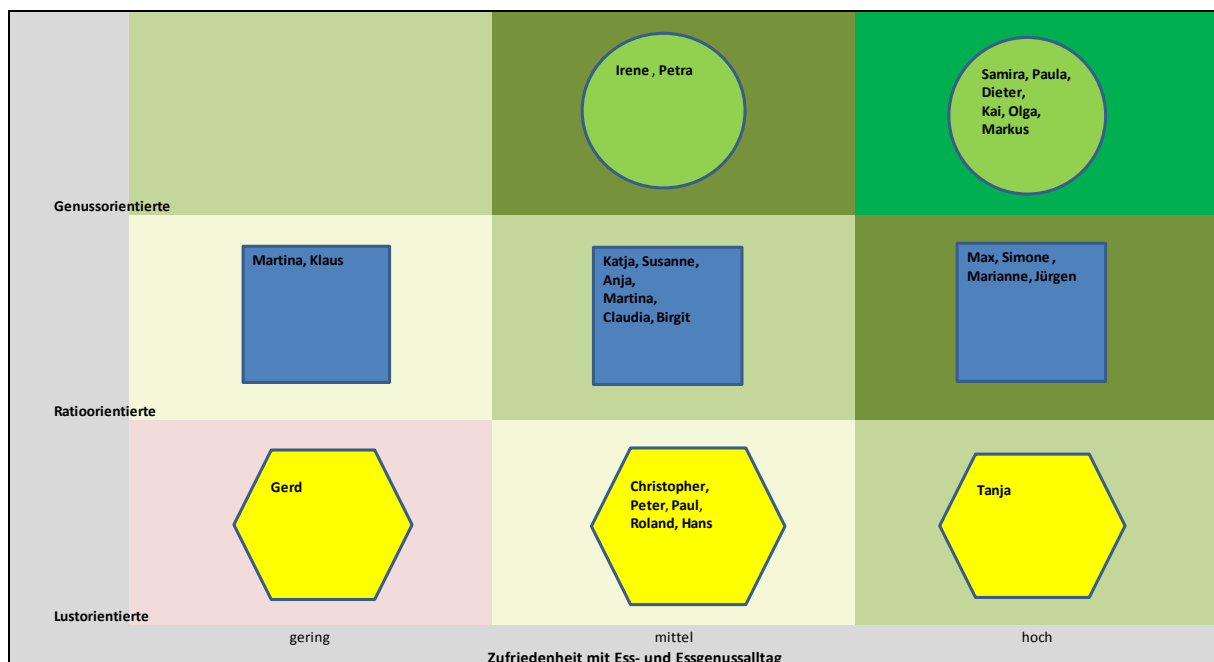 Irene , Petra
Samira, Paula,
Dieter,
Kai, Olga,
Markus
Genussorientierte
Martina, Klaus
Katja, Susanne,
Anja,
Martina,
Claudia, Birgit
Max, Simone ,
Marianne, Jürgen
Ratioorientierte
Gerd
Christopher,
Peter, Paul,
Roland, Hans
Tanja
Lustorientierte
gering
mittel
hoch
Zufriedenheit mit Ess- und Essgenussalltag